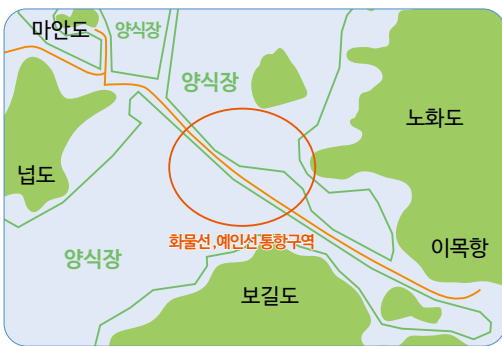 마안도
양식장
양식장
노화도
넙도
화물선,예인선 통항구역
이목항
양식장
보길도